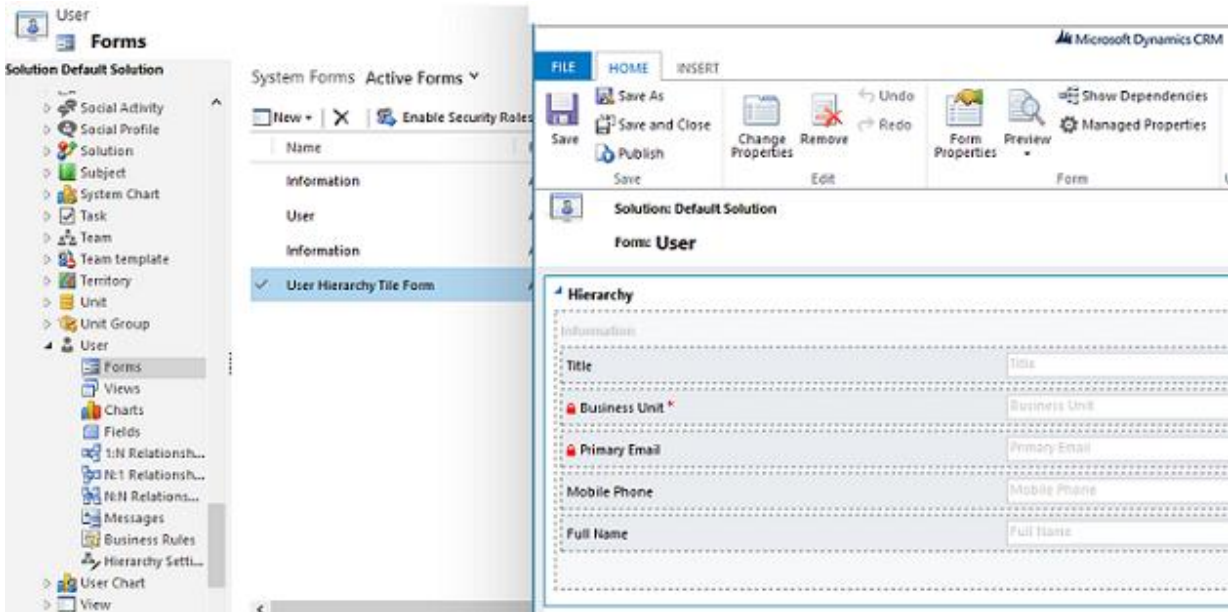 User
Forms
Solution Default Solution
Social Activity
Social Profile
Solution
Subject
System Chart
Task
Team
Team template
Territory
Unit
Unit Group
User
Forms
Views
Charts
Fields
1:N Relationsh...
N:1 Relationsh...
N:N Relations...
Messages
Business Rules
Hierarchy Setti...
User Chart
View
System Forms Active Forms
New
Enable Security Roles
Name
Information
User
Information
User Hierarchy Tile Form
Microsoft Dynamics CRM
FILE HOME INSERT
Save
Save As
Save and Close
Publish
Save
Change Properties
Remove
Undo
Redo
Edit
Form Properties
Preview
Show Dependencies
Managed Properties
Form
Solution: Default Solution
Form: User
Hierarchy
Information
Title Title
Business Unit * Business Unit
Primary Email Primary Email
Mobile Phone Mobile Phone
Full Name Full Name